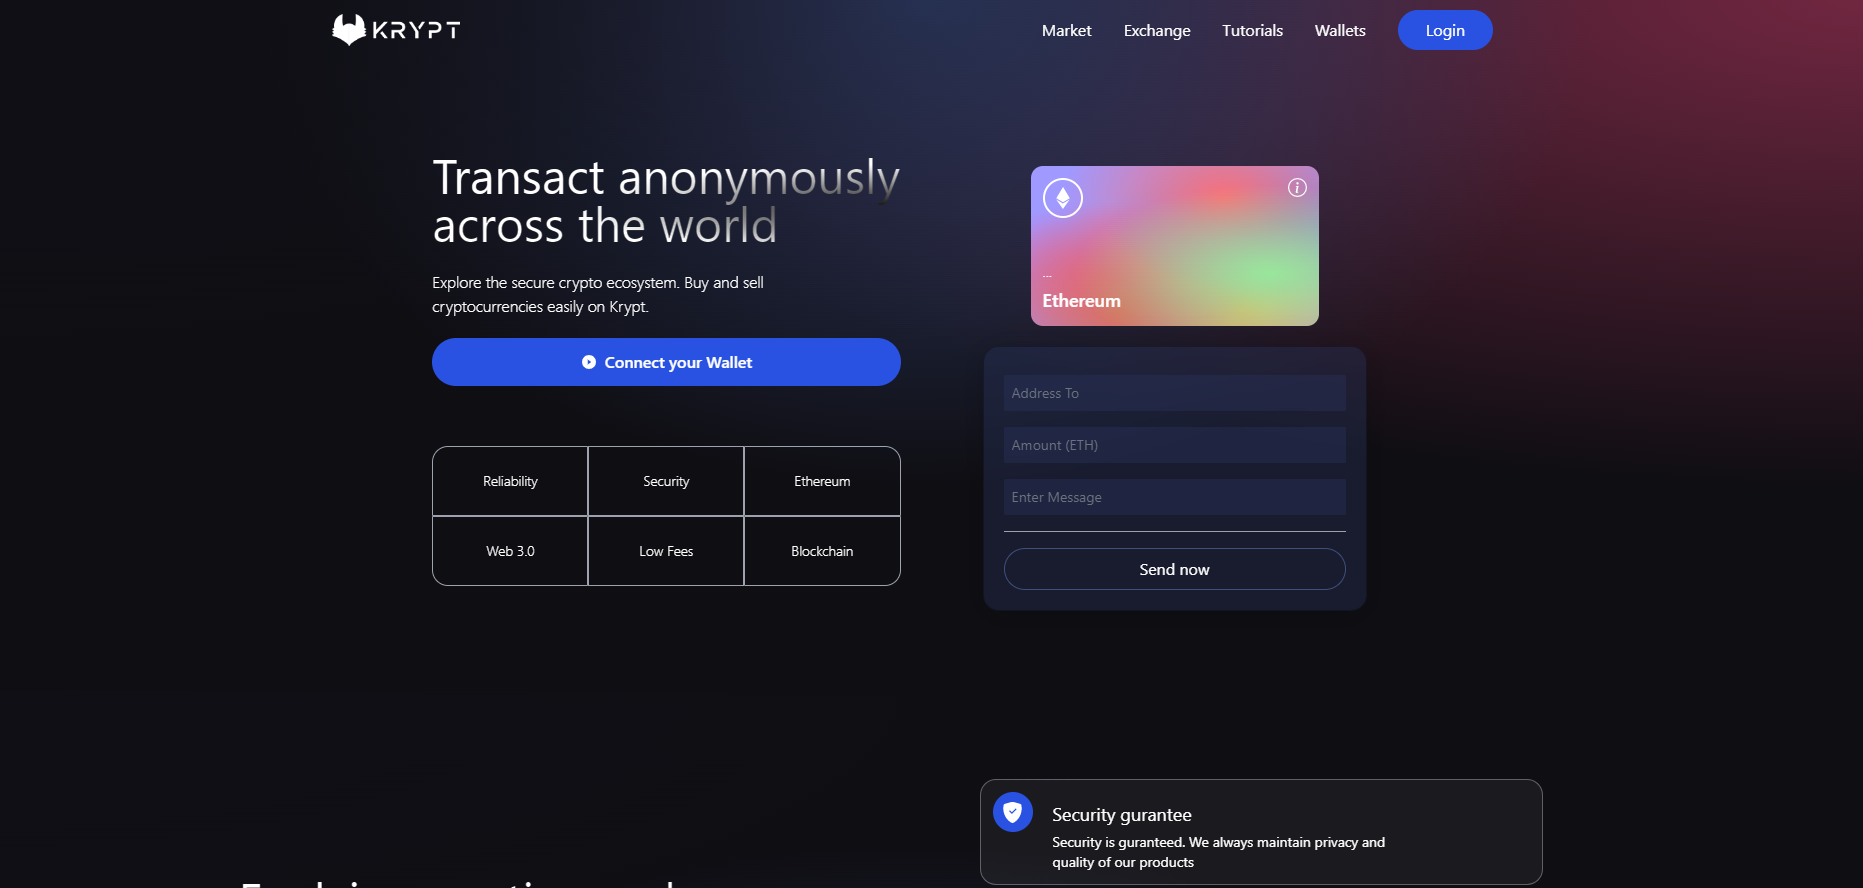 KRYPT
Market
Exchange
Tutorials
Wallets
Login
Transact anonymously
across the world
Explore the secure crypto ecosystem. Buy and sell
cryptocurrencies easily on Krypt.
Connect your Wallet
Reliability
Security
Ethereum
Web 3.0
Low Fees
Blockchain
i
...
Ethereum
Address To
Amount (ETH)
Enter Message
Send now
Security gurantee
Security is guranteed. We always maintain privacy and
quality of our products